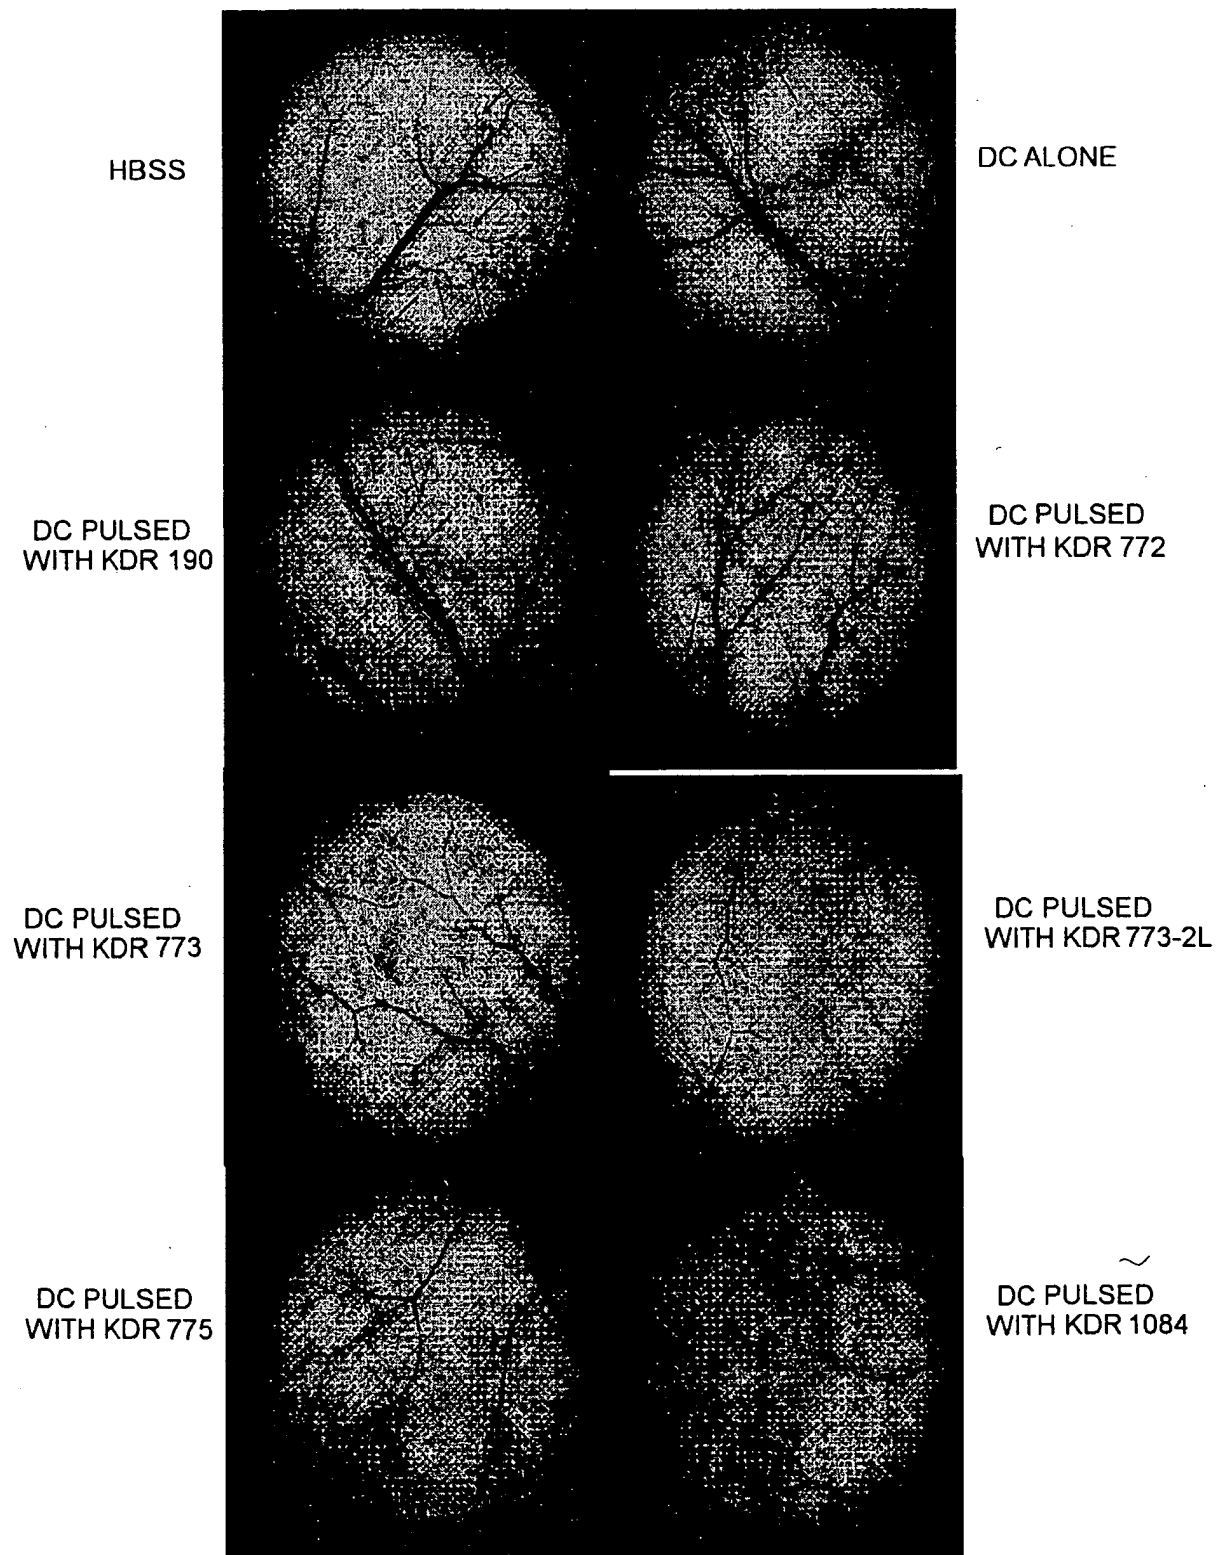 HBSS
DC ALONE
DC PULSED
WITH KDR 190
DC PULSED
WITH KDR 772
DC PULSED
WITH KDR 773
DC PULSED
WITH KDR 773-2L
DC PULSED
WITH KDR 775
DC PULSED
WITH KDR 1084